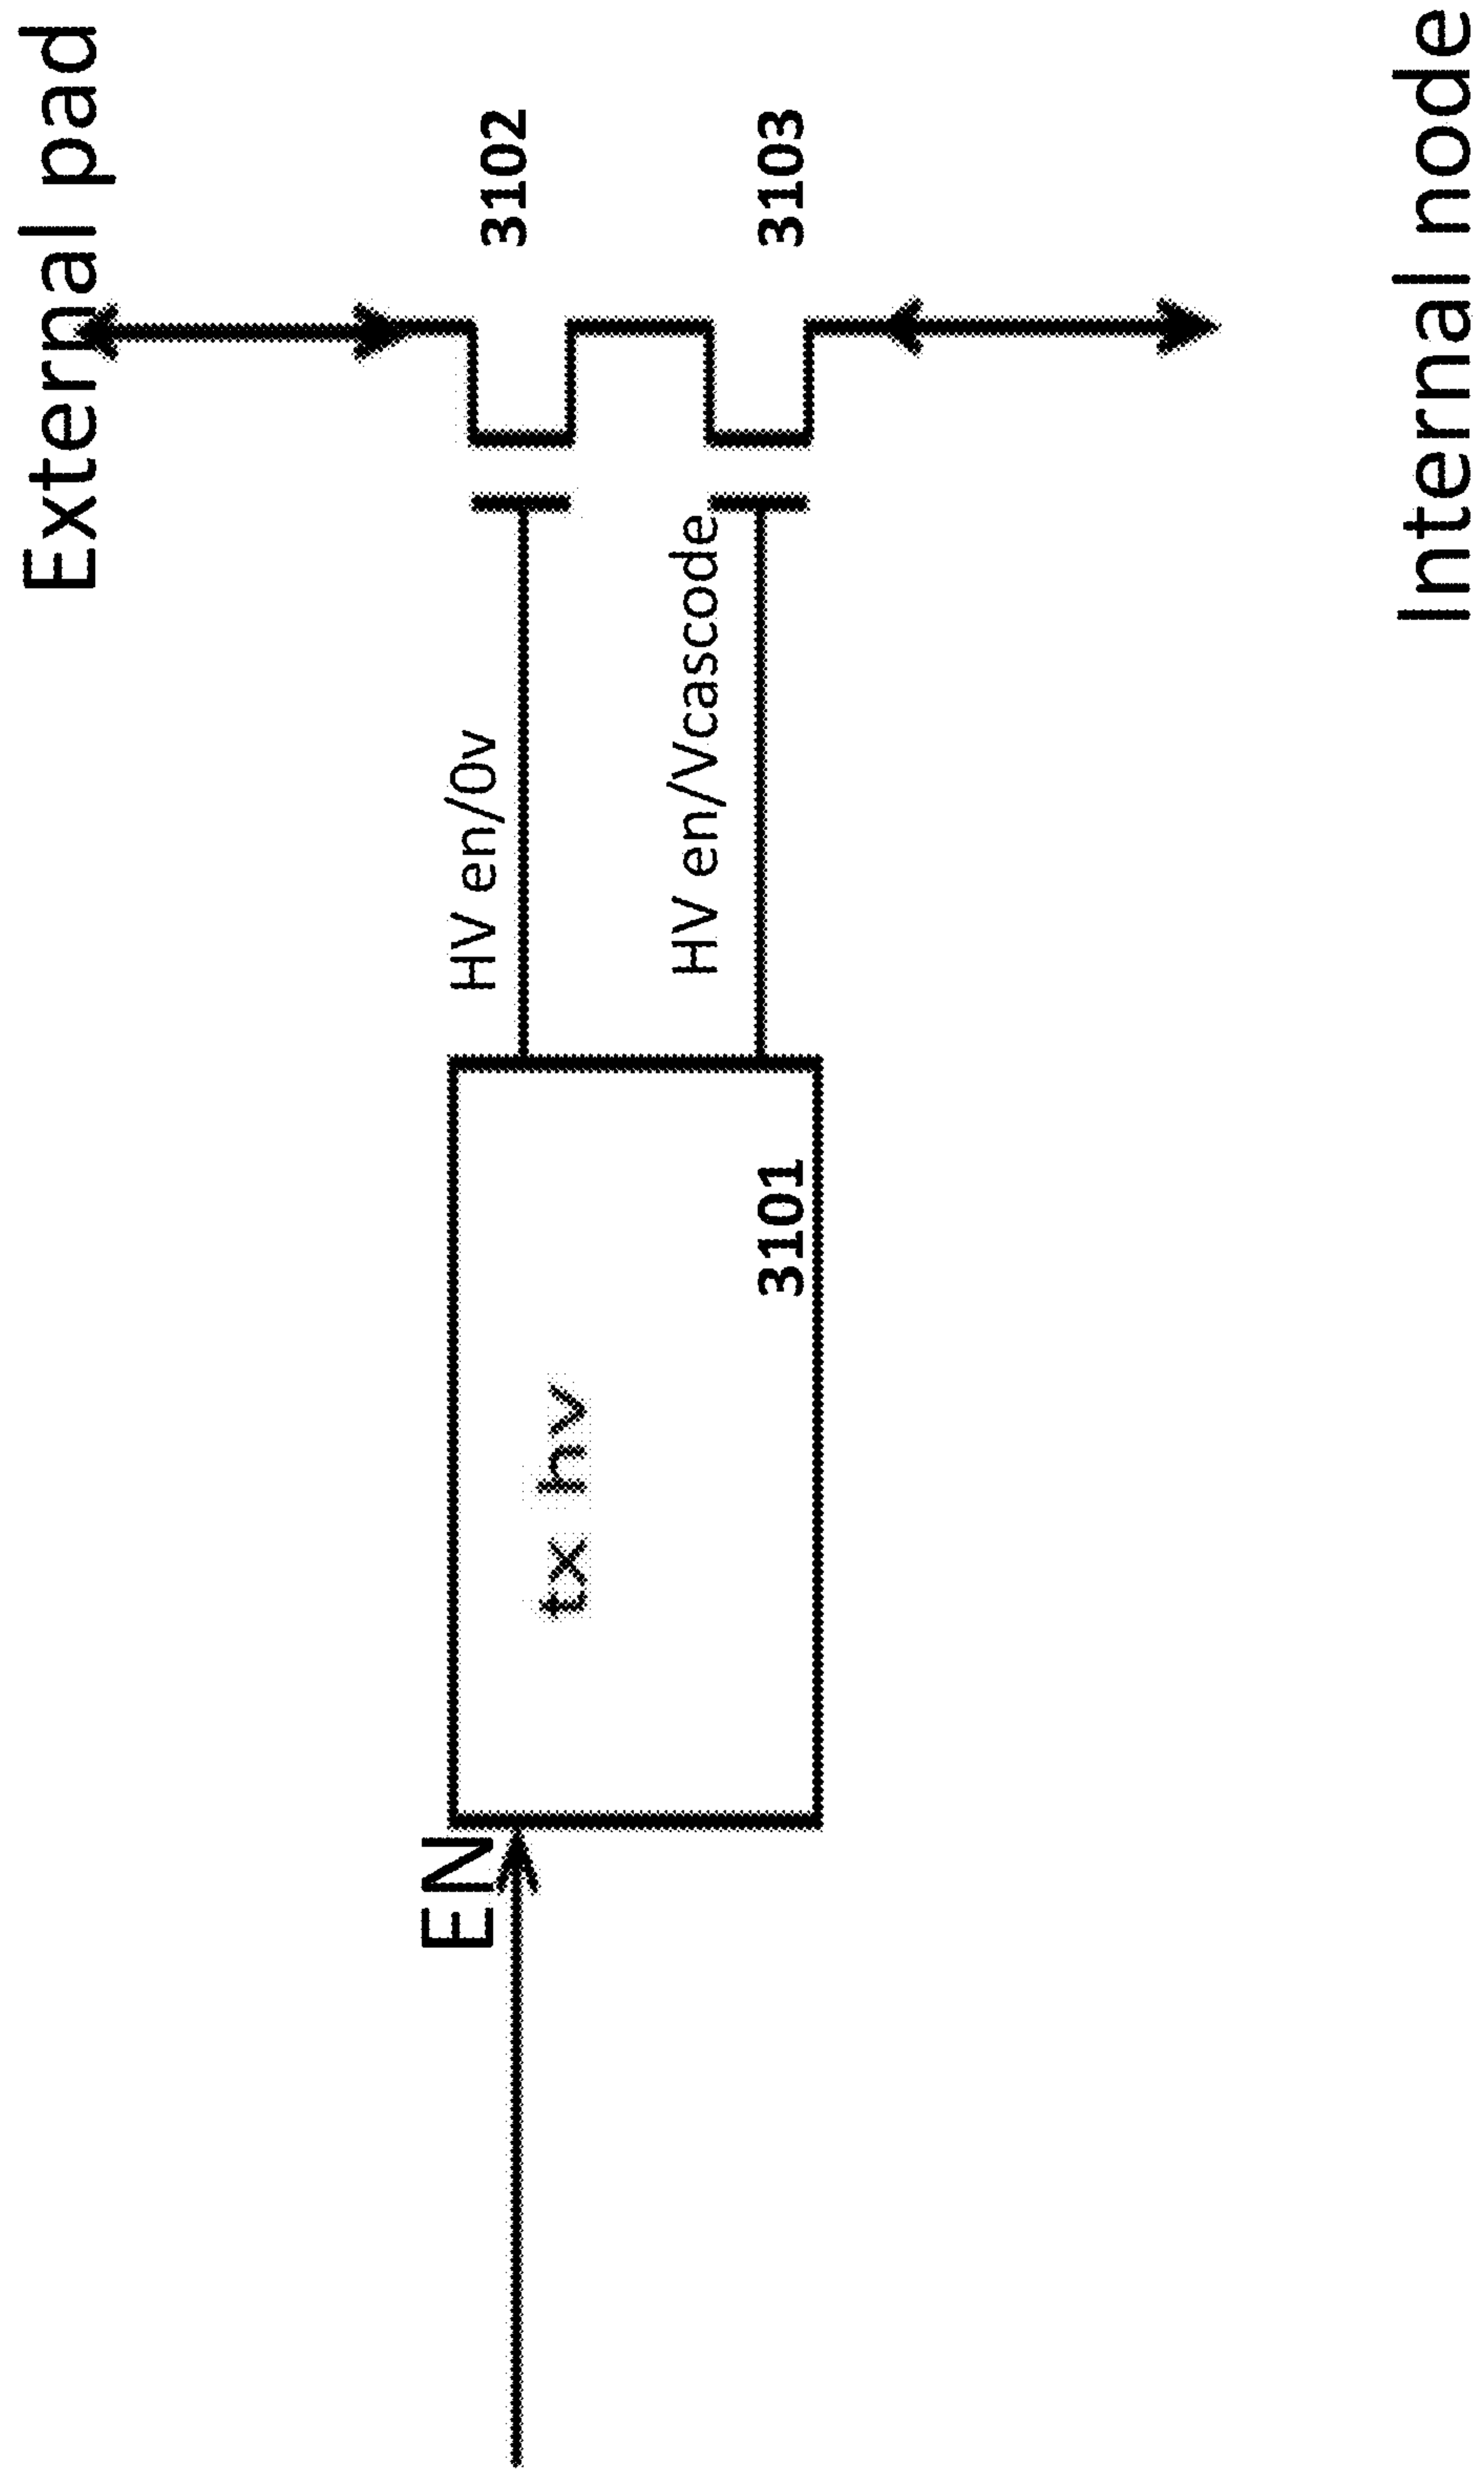 External pad
3102
HV en/0v
EN
tx hv
3101
HV en/Vcascode
3103
Internal node